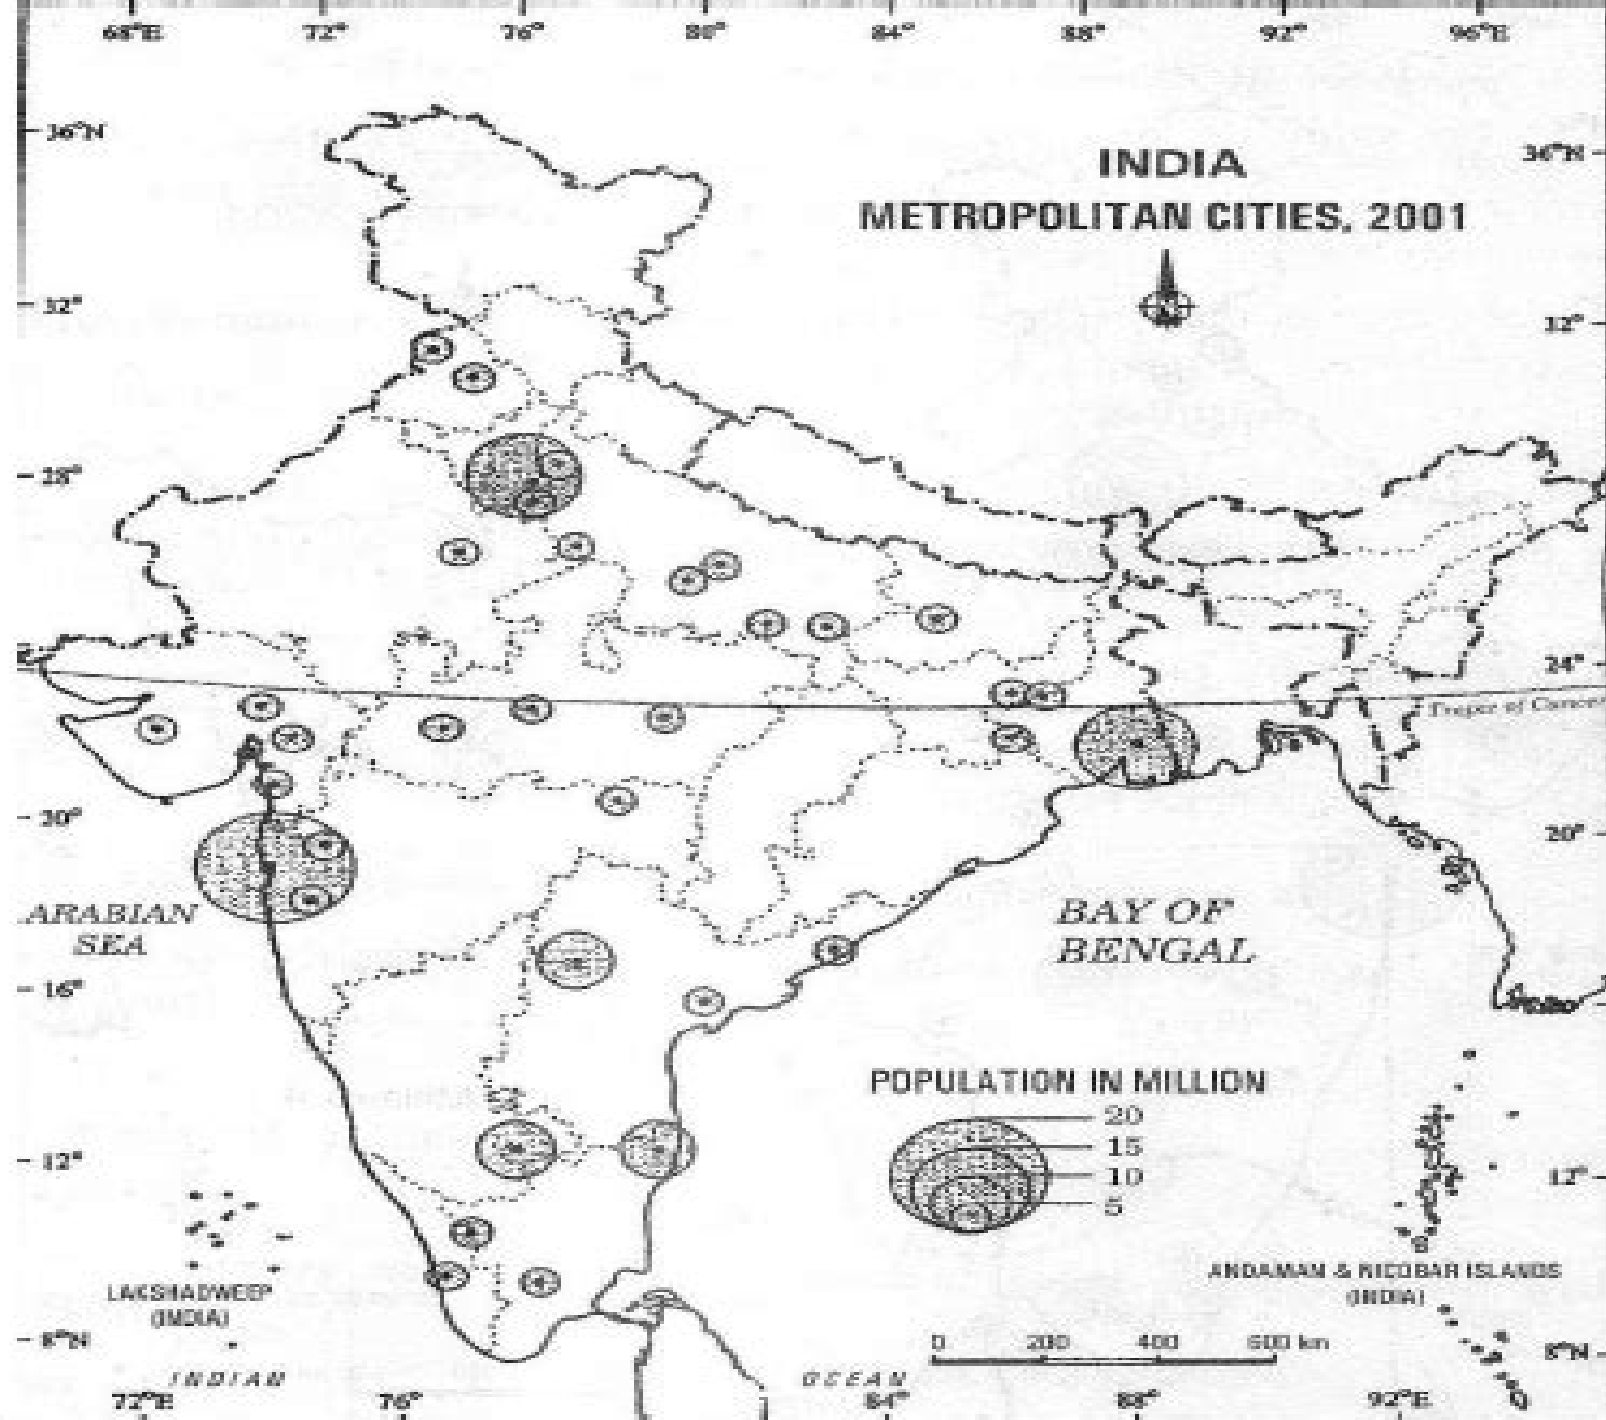 68°E 72° 76° 80° 84° 88° 92° 96°E
36°N
36°N
INDIA
METROPOLITAN CITIES, 2001
32°
32°
28°
24°
Tropic of Cancer
20°
20°
ARABIAN
SEA
BAY OF
BENGAL
16°
POPULATION IN MILLION
20
15
10
5
12°
12°
LAKSHADWEEP
(INDIA)
ANDAMAN & NICOBAR ISLANDS
(INDIA)
0 200 400 600 km
8°N
8°N
INDIAN OCEAN
72°E 76° 84° 88° 92°E